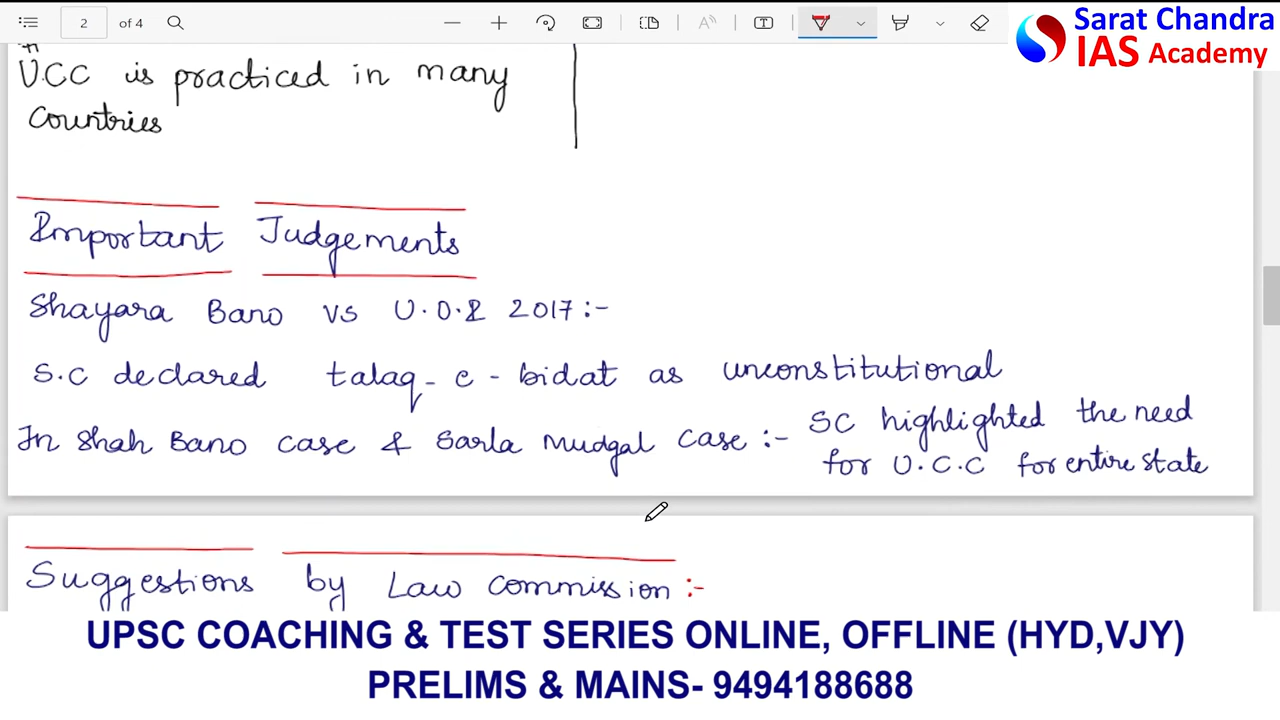 2 of 4
Sarat Chandra
IAS Academy
U.C.C is practiced in many
Countries
Important Judgements
Shayara Bano vs U.O.I 2017:-
S.C declared talaq-e-bidat as unconstitutional
In Shah Bano case & Sarla Mudgal case :- SC highlighted the need
for U.C.C for entire state
Suggestions by Law Commission :-
UPSC COACHING & TEST SERIES ONLINE, OFFLINE (HYD,VJY)
PRELIMS & MAINS- 9494188688